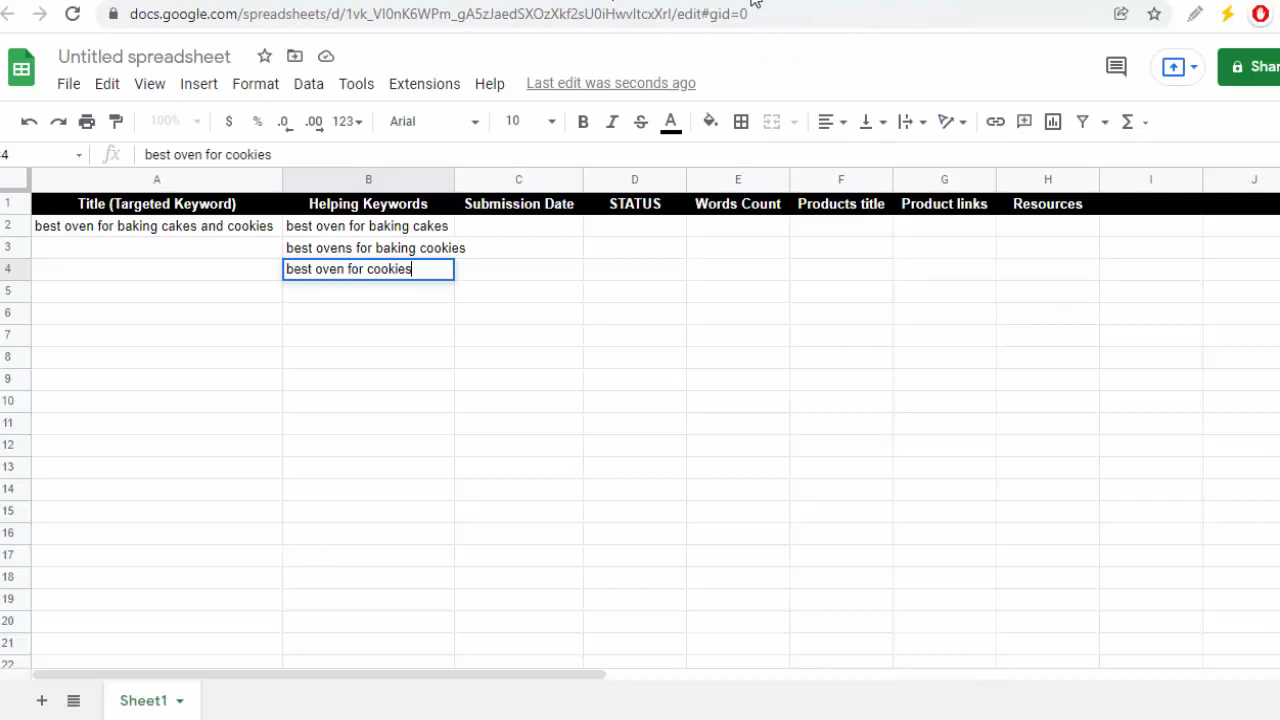 docs.google.com/spreadsheets/d/1vk_VI0nK6WPm_gA5zJaedSXOzXkf2sU0iHwvItcxXrI/edit#gid=0
Untitled spreadsheet
File Edit View Insert Format Data Tools Extensions Help Last edit was seconds ago
Shar
100% $ % .0 .00 123 Arial 10 B I S A Σ
4 fx best oven for cookies
A B C D E F G H I J
1 Title (Targeted Keyword) Helping Keywords Submission Date STATUS Words Count Products title Product links Resources
2 best oven for baking cakes and cookies best oven for baking cakes
3 best ovens for baking cookies
4 best oven for cookies
5
6
7
8
9
10
11
12
13
14
15
16
17
18
19
20
21
22
+ Sheet1